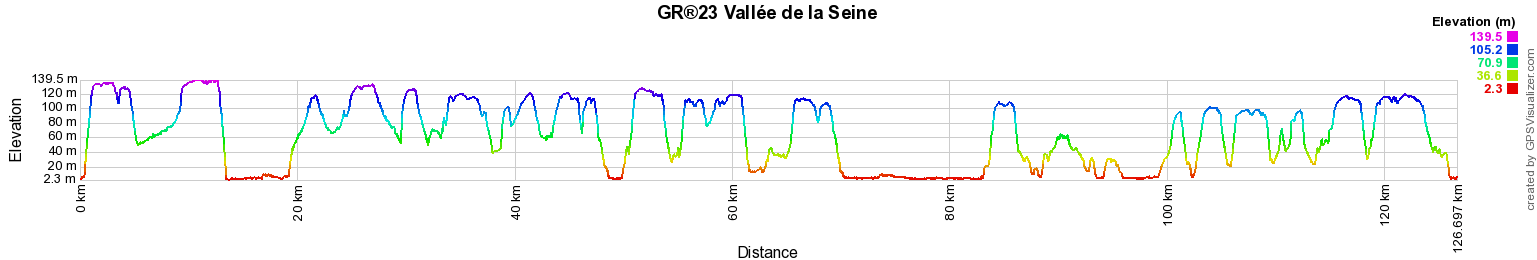 GR®23 Vallée de la Seine
Elevation (m)
139.5
105.2
70.9
36.6
2.3
139.5 m
120 m
100 m
80 m
60 m
40 m
20 m
2.3 m
Elevation
0 km
20 km
40 km
60 km
80 km
100 km
120 km
126.697 km
Distance
created by GPSVisualizer.com